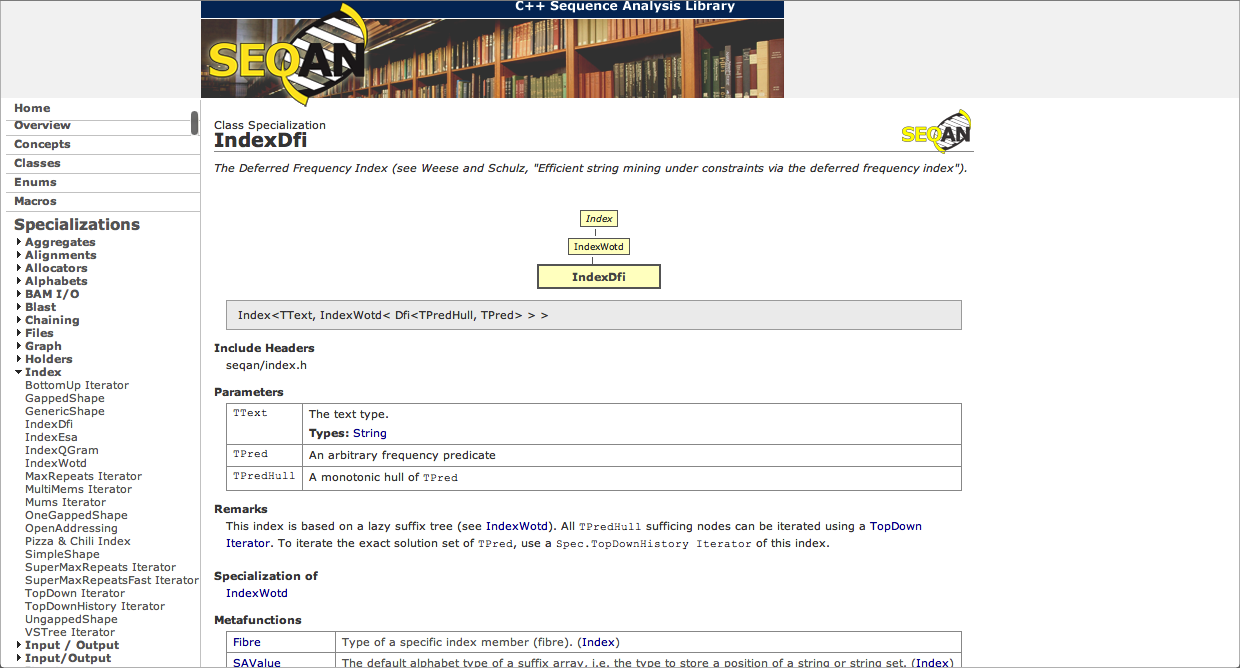 C++ Sequence Analysis Library
SEQAN
Home
Overview
Concepts
Classes
Enums
Macros
Specializations
Aggregates
Alignments
Allocators
Alphabets
BAM I/O
Blast
Chaining
Files
Graph
Holders
Index
BottomUp Iterator
GappedShape
GenericShape
IndexDfi
IndexEsa
IndexQGram
IndexWotd
MaxRepeats Iterator
MultiMems Iterator
Mums Iterator
OneGappedShape
OpenAddressing
Pizza & Chili Index
SimpleShape
SuperMaxRepeats Iterator
SuperMaxRepeatsFast Iterator
TopDown Iterator
TopDownHistory Iterator
UngappedShape
VSTree Iterator
Input / Output
Input/Output
Class Specialization
IndexDfi
SEQAN
The Deferred Frequency Index (see Weese and Schulz, "Efficient string mining under constraints via the deferred frequency index").
Index
IndexWotd
IndexDfi
Index<TText, IndexWotd< Dfi<TPredHull, TPred> > >
Include Headers
seqan/index.h
Parameters
TText The text type.
Types: String
TPred An arbitrary frequency predicate
TPredHull A monotonic hull of TPred
Remarks
This index is based on a lazy suffix tree (see IndexWotd). All TPredHull sufficing nodes can be iterated using a TopDown
Iterator. To iterate the exact solution set of TPred, use a Spec.TopDownHistory Iterator of this index.
Specialization of
IndexWotd
Metafunctions
Fibre Type of a specific index member (fibre). (Index)
SAValue The default alphabet type of a suffix array, i.e. the type to store a position of a string or string set. (Index)